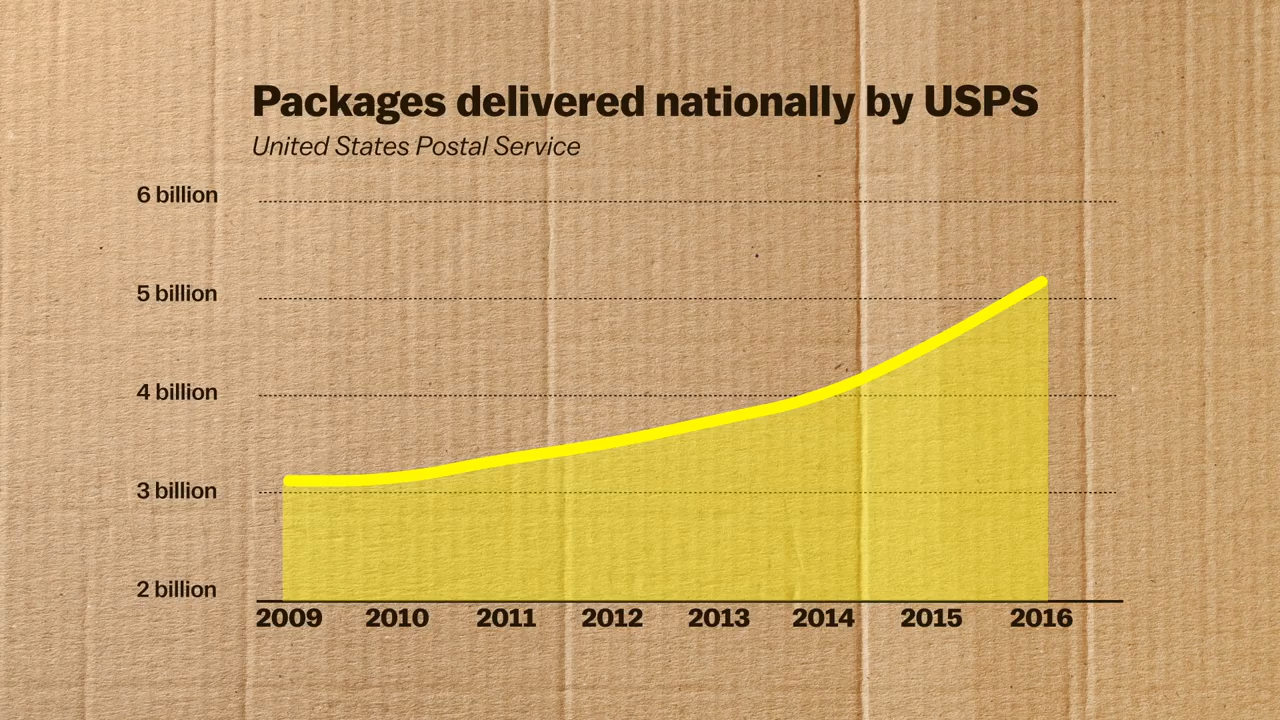 Packages delivered nationally by USPS
United States Postal Service
6 billion
5 billion
4 billion
3 billion
2 billion
2009 2010 2011 2012 2013 2014 2015 2016